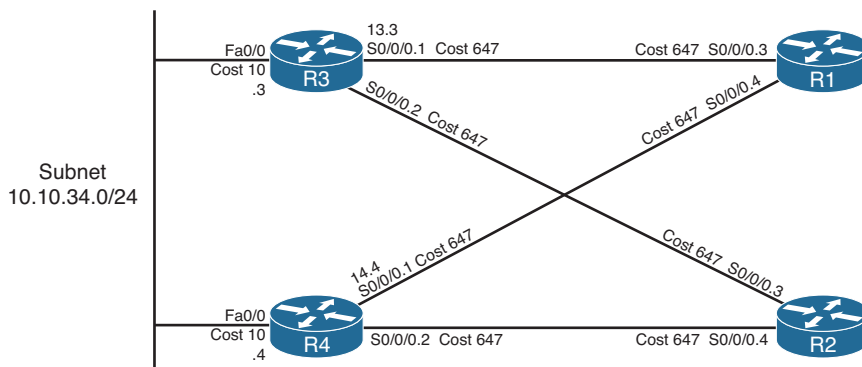 13.3
Fa0/0
S0/0/0.1 Cost 647
Cost 647 S0/0/0.3
Cost 10
R3
R1
.3
S0/0/0.2 Cost 647
Cost 647 S0/0/0.4
Subnet
10.10.34.0/24
14.4
S0/0/0.1 Cost 647
Cost 647 S0/0/0.3
Fa0/0
Cost 10
R4
R2
.4
S0/0/0.2 Cost 647
Cost 647 S0/0/0.4